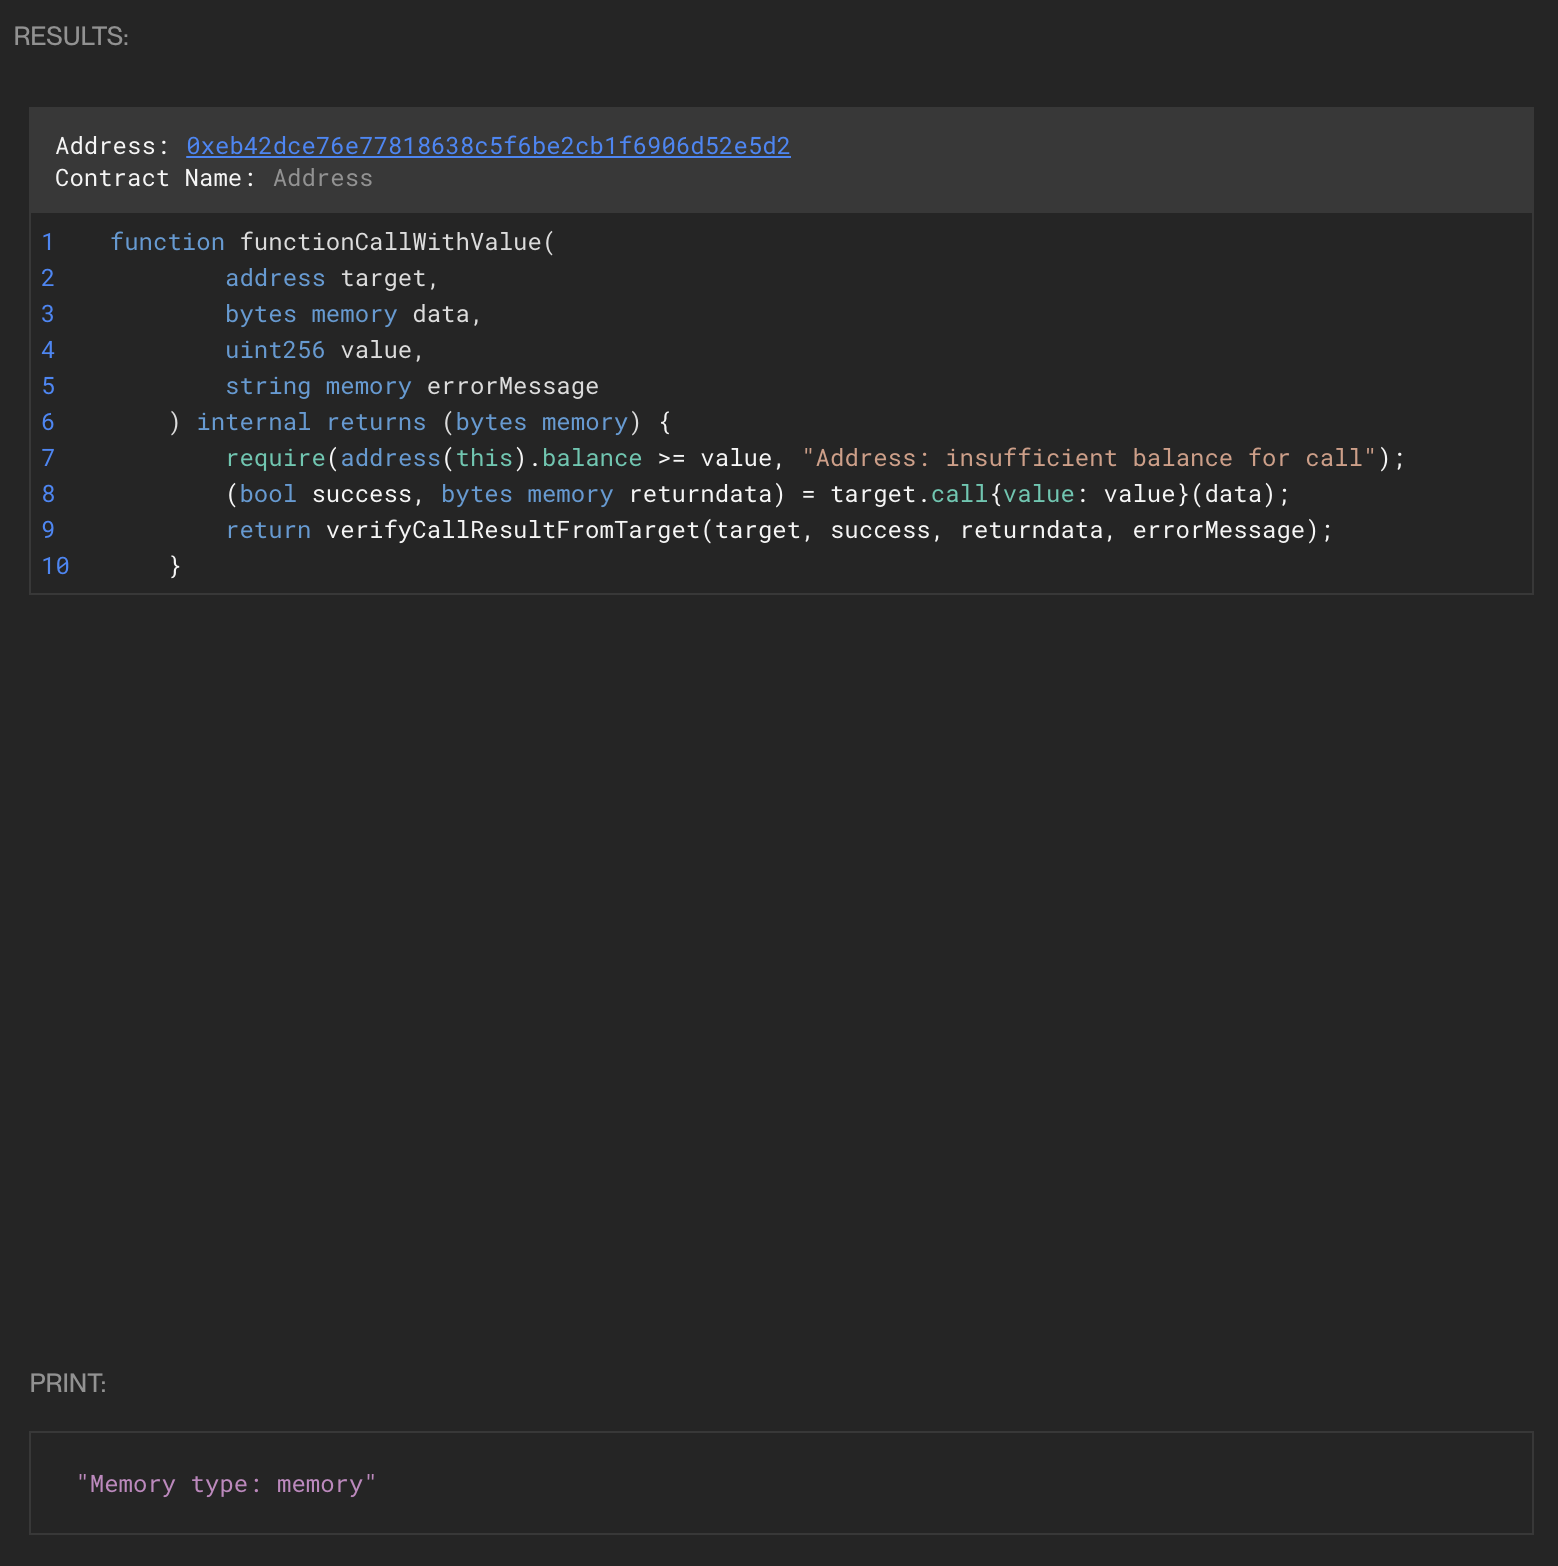 RESULTS:
Address: 0xeb42dce76e77818638c5f6be2cb1f6906d52e5d2
Contract Name: Address
1    function functionCallWithValue(
2            address target,
3            bytes memory data,
4            uint256 value,
5            string memory errorMessage
6        ) internal returns (bytes memory) {
7            require(address(this).balance >= value, "Address: insufficient balance for call");
8            (bool success, bytes memory returndata) = target.call{value: value}(data);
9            return verifyCallResultFromTarget(target, success, returndata, errorMessage);
10       }
PRINT:
"Memory type: memory"